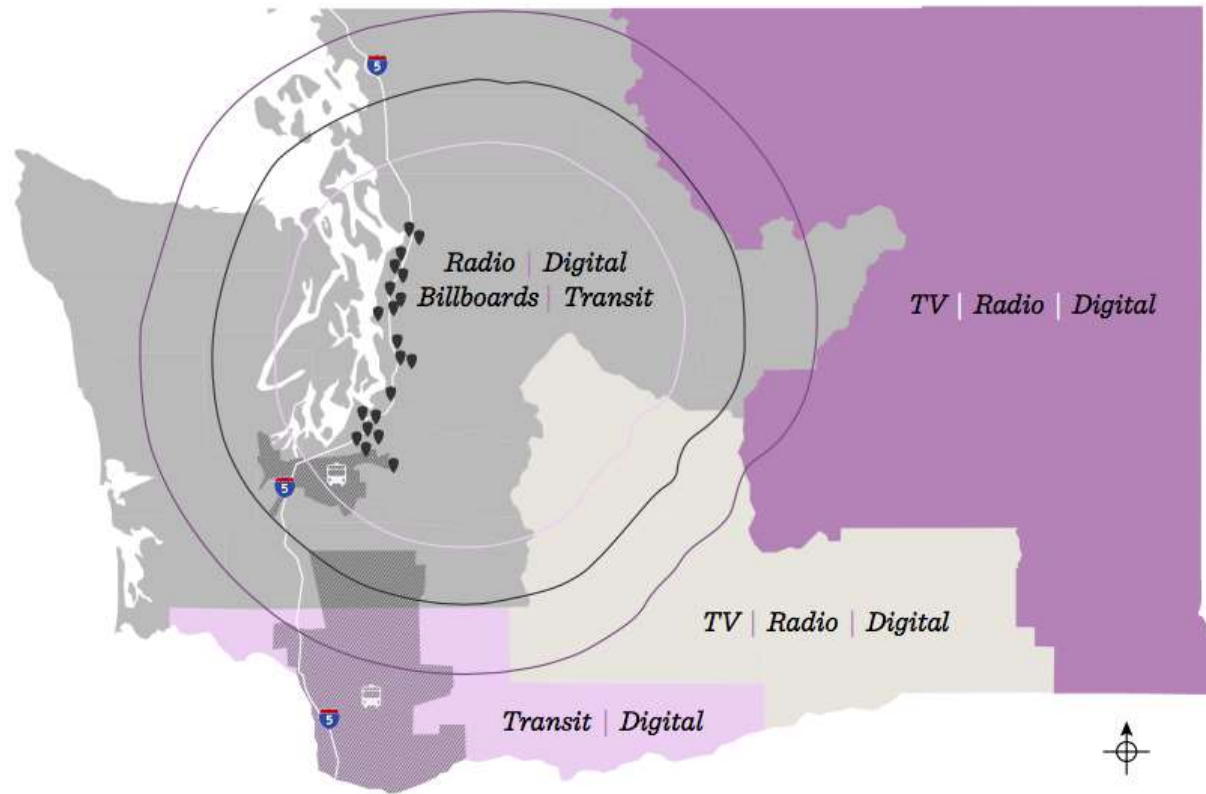 5
Radio | Digital
Billboards | Transit
TV | Radio | Digital
5
TV | Radio | Digital
5
Transit | Digital